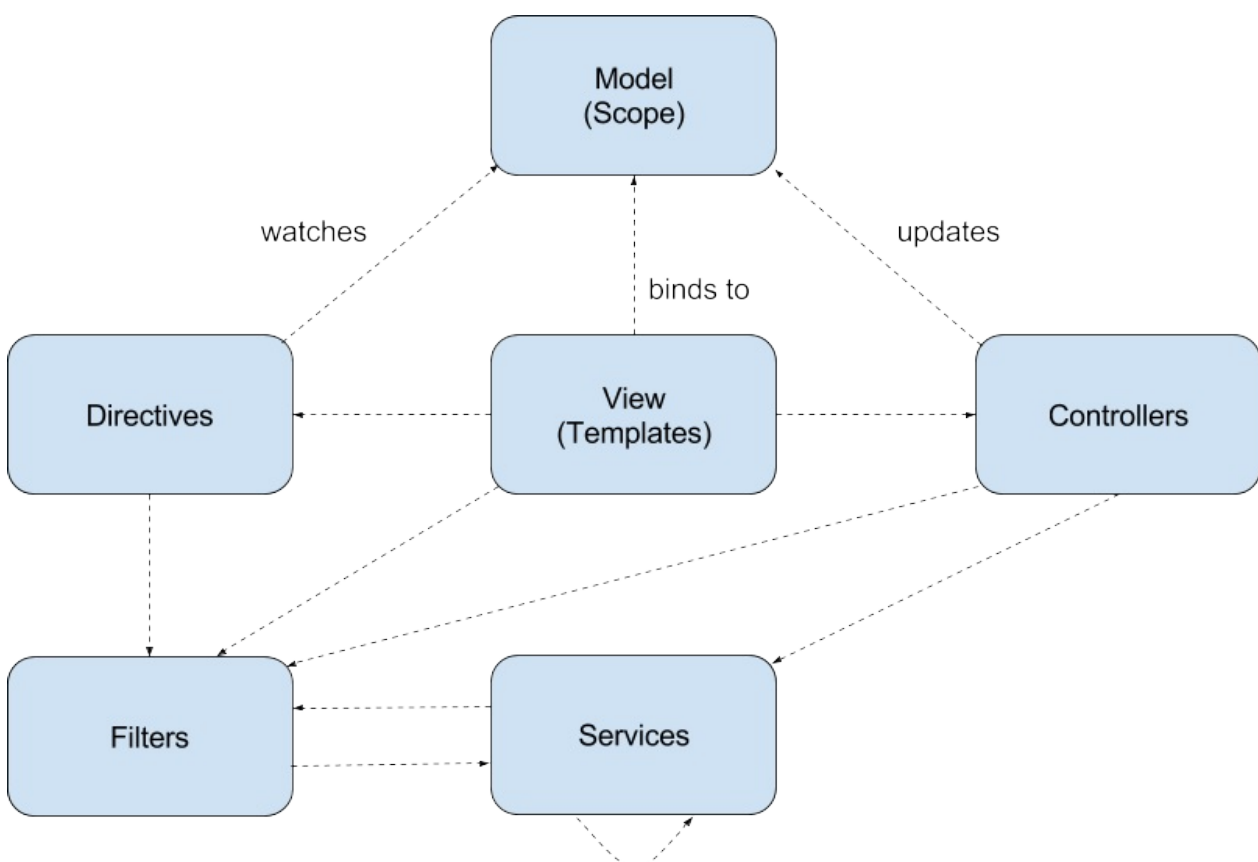 Model
(Scope)
watches
updates
binds to
Directives
View
(Templates)
Controllers
Filters
Services